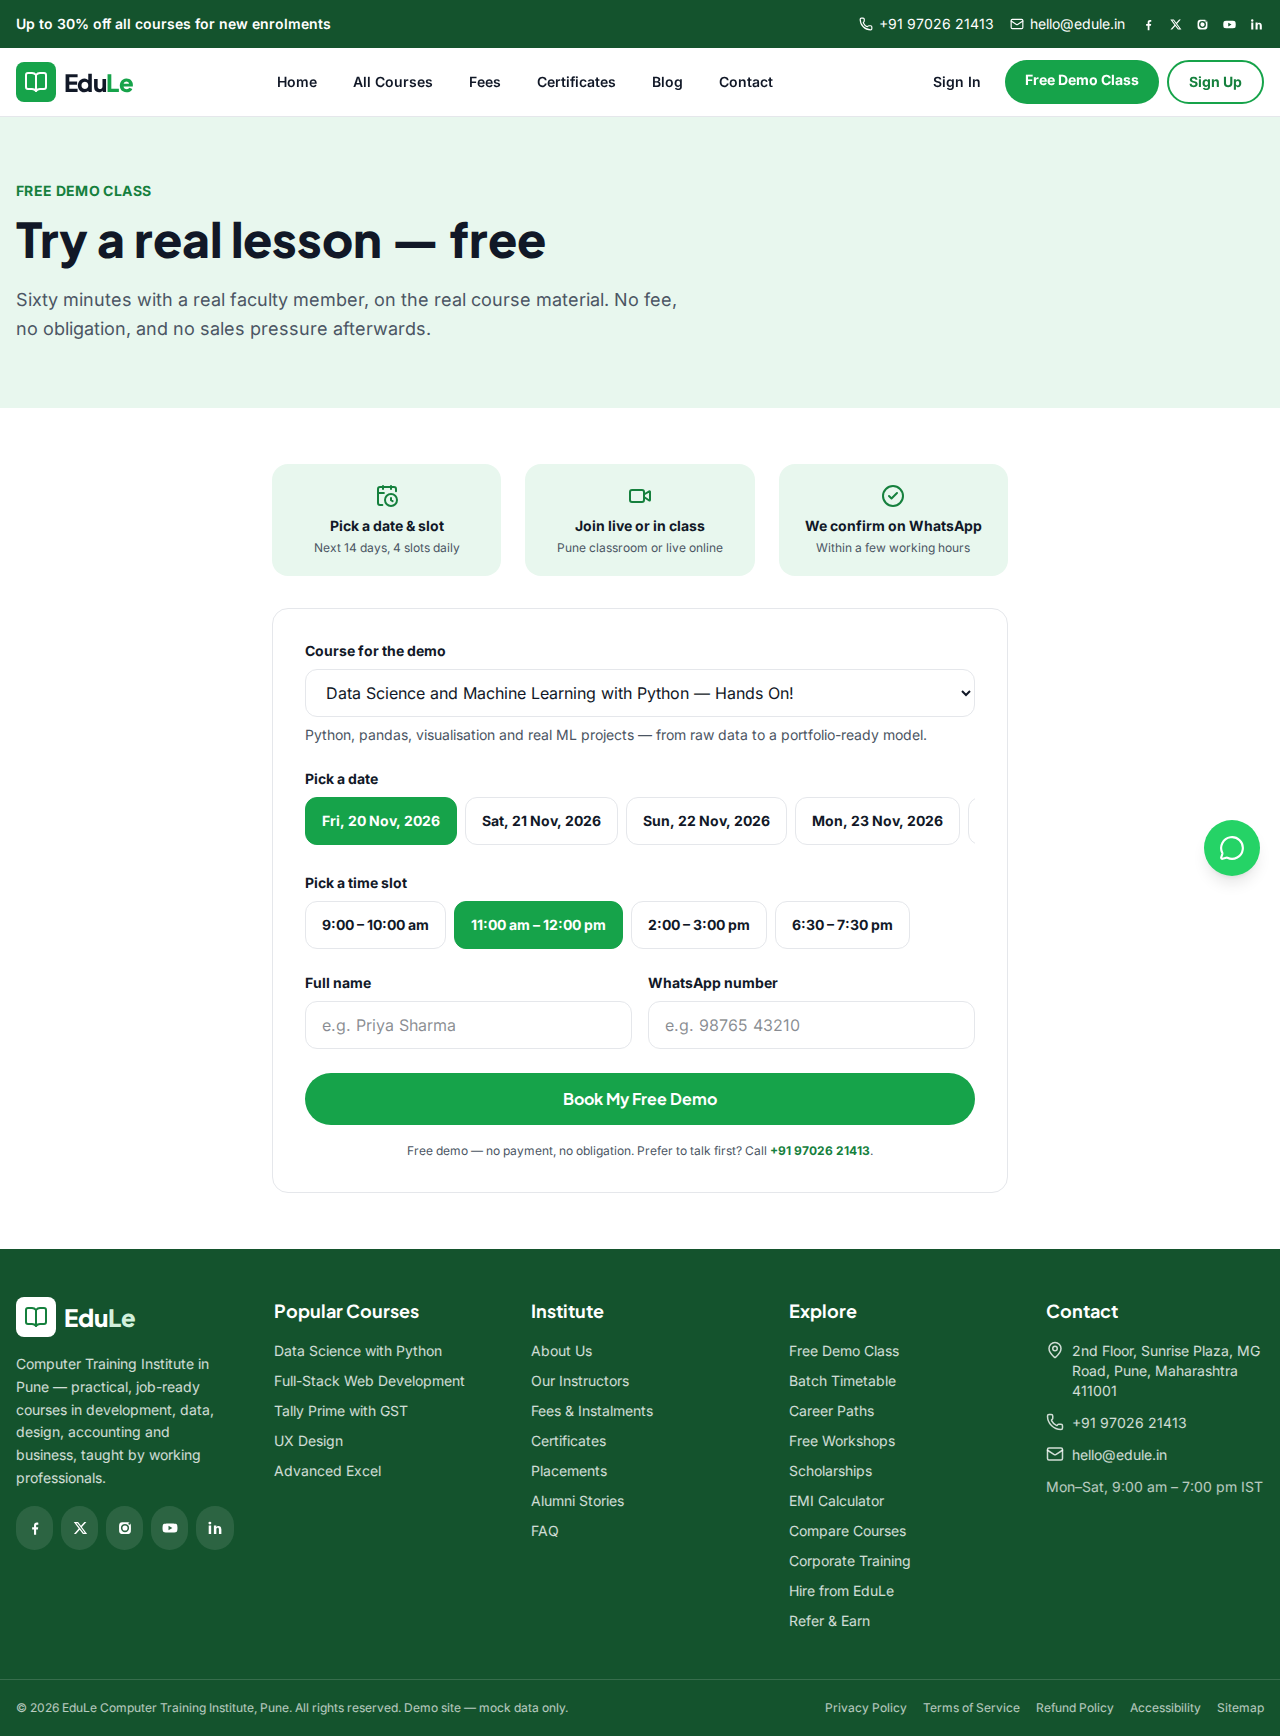 Up to 30% off all courses for new enrolments
+91 97026 21413
hello@edule.in
EduLe
Home
All Courses
Fees
Certificates
Blog
Contact
Sign In
Free Demo Class
Sign Up
FREE DEMO CLASS
Try a real lesson — free
Sixty minutes with a real faculty member, on the real course material. No fee,
no obligation, and no sales pressure afterwards.
Pick a date & slot
Next 14 days, 4 slots daily
Join live or in class
Pune classroom or live online
We confirm on WhatsApp
Within a few working hours
Course for the demo
Data Science and Machine Learning with Python — Hands On!
Python, pandas, visualisation and real ML projects — from raw data to a portfolio-ready model.
Pick a date
Fri, 20 Nov, 2026
Sat, 21 Nov, 2026
Sun, 22 Nov, 2026
Mon, 23 Nov, 2026
Pick a time slot
9:00 – 10:00 am
11:00 am – 12:00 pm
2:00 – 3:00 pm
6:30 – 7:30 pm
Full name
WhatsApp number
e.g. Priya Sharma
e.g. 98765 43210
Book My Free Demo
Free demo — no payment, no obligation. Prefer to talk first? Call +91 97026 21413.
EduLe
Computer Training Institute in
Pune — practical, job-ready
courses in development, data,
design, accounting and
business, taught by working
professionals.
Popular Courses
Data Science with Python
Full-Stack Web Development
Tally Prime with GST
UX Design
Advanced Excel
Institute
About Us
Our Instructors
Fees & Instalments
Certificates
Placements
Alumni Stories
FAQ
Explore
Free Demo Class
Batch Timetable
Career Paths
Free Workshops
Scholarships
EMI Calculator
Compare Courses
Corporate Training
Hire from EduLe
Refer & Earn
Contact
2nd Floor, Sunrise Plaza, MG
Road, Pune, Maharashtra
411001
+91 97026 21413
hello@edule.in
Mon–Sat, 9:00 am – 7:00 pm IST
© 2026 EduLe Computer Training Institute, Pune. All rights reserved. Demo site — mock data only.
Privacy Policy
Terms of Service
Refund Policy
Accessibility
Sitemap